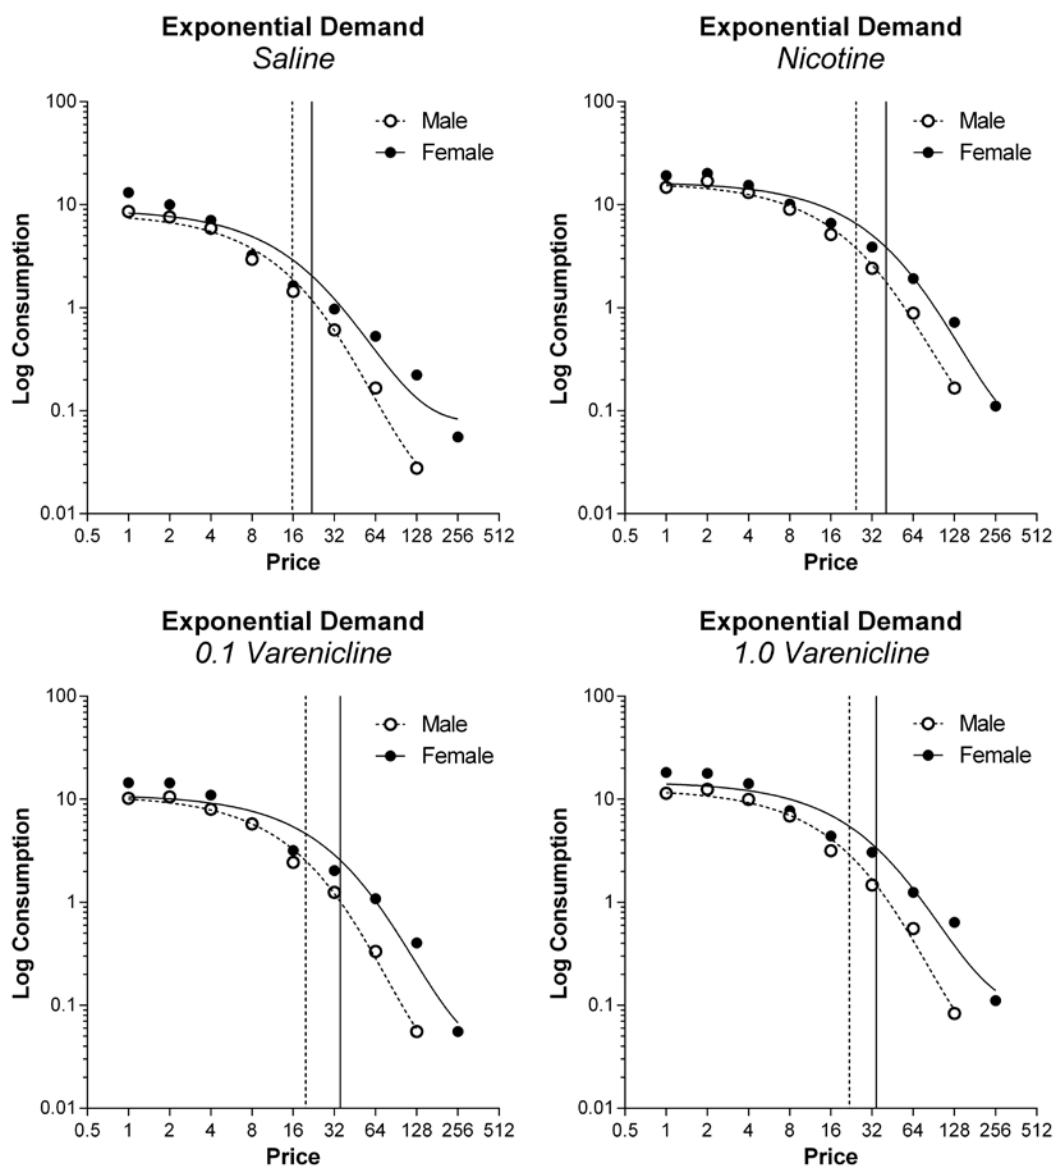 Exponential Demand
Saline
100
10
1
0.1
0.01
Log Consumption
Male
Female
0.5 1 2 4 8 16 32 64 128 256 512
Price
Exponential Demand
Nicotine
100
10
1
0.1
0.01
Log Consumption
Male
Female
0.5 1 2 4 8 16 32 64 128 256 512
Price
Exponential Demand
0.1 Varenicline
100
10
1
0.1
0.01
Log Consumption
Male
Female
0.5 1 2 4 8 16 32 64 128 256 512
Price
Exponential Demand
1.0 Varenicline
100
10
1
0.1
0.01
Log Consumption
Male
Female
0.5 1 2 4 8 16 32 64 128 256 512
Price